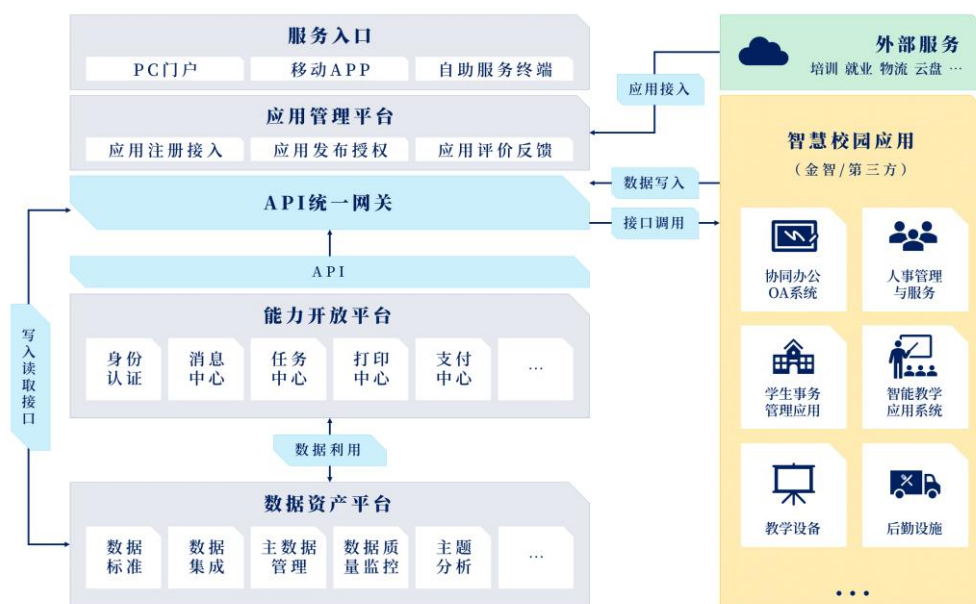 服务入口
PC门户
移动APP
自助服务终端
应用管理平台
应用注册接入
应用发布授权
应用评价反馈
API统一网关
API
能力开放平台
身份
认证
消息
中心
任务
中心
打印
中心
支付
中心
…
数据利用
数据资产平台
数据
标准
数据
集成
主数据
管理
数据质
量监控
主题
分析
…
写入读取接口
应用接入
数据写入
接口调用
外部服务
培训 就业 物流 云盘 …
智慧校园应用
（金智/第三方）
协同办公
OA系统
人事管理
与服务
学生事务
管理应用
智能教学
应用系统
教学设备
后勤设施
• • •